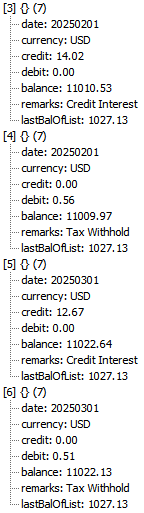 [3] {} (7)
date: 20250201
currency: USD
credit: 14.02
debit: 0.00
balance: 11010.53
remarks: Credit Interest
lastBalOfList: 1027.13
[4] {} (7)
date: 20250201
currency: USD
credit: 0.00
debit: 0.56
balance: 11009.97
remarks: Tax Withhold
lastBalOfList: 1027.13
[5] {} (7)
date: 20250301
currency: USD
credit: 12.67
debit: 0.00
balance: 11022.64
remarks: Credit Interest
lastBalOfList: 1027.13
[6] {} (7)
date: 20250301
currency: USD
credit: 0.00
debit: 0.51
balance: 11022.13
remarks: Tax Withhold
lastBalOfList: 1027.13